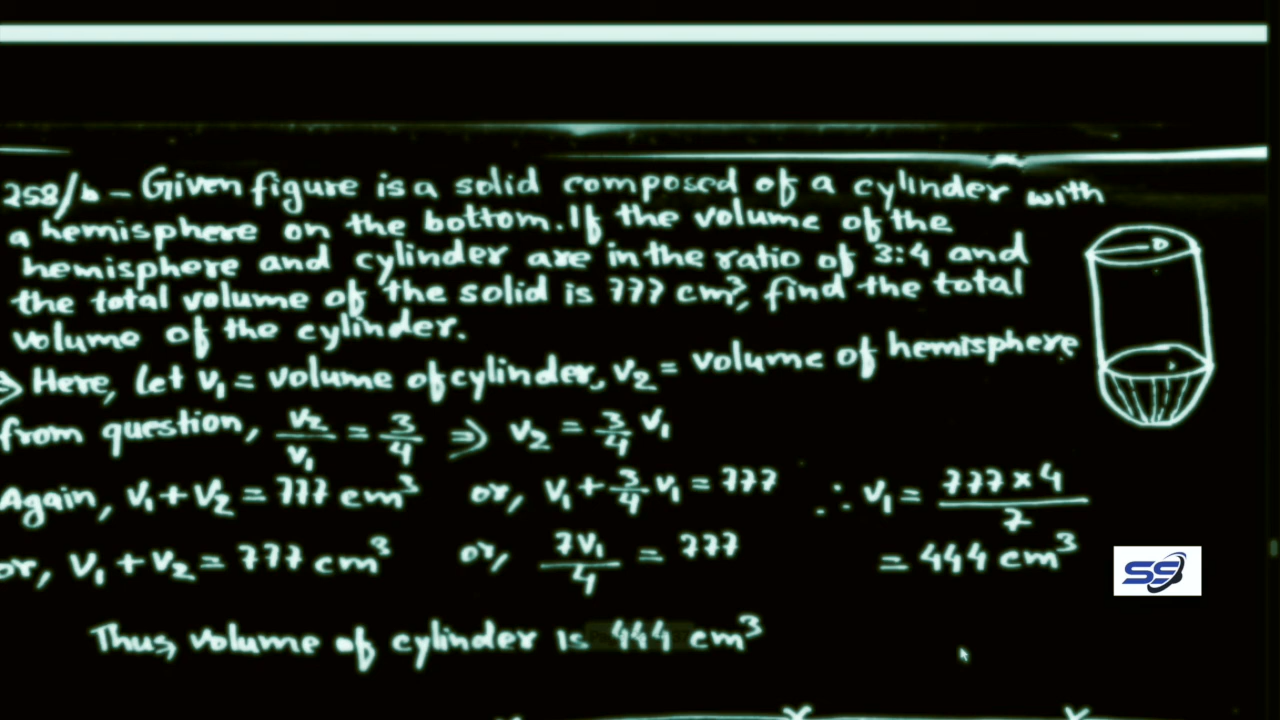 258/b - Given figure is a solid composed of a cylinder with
a hemisphere on the bottom. If the volume of the
hemisphere and cylinder are in the ratio of 3:4 and
the total volume of the solid is 777 cm³, find the total
volume of the cylinder.
⇒ Here, Let V₁ = volume of cylinder, V₂ = volume of hemisphere
from question, V₂/V₁ = 3/4 ⇒ V₂ = 3/4 V₁
Again, V₁ + V₂ = 777 cm³ or, V₁ + 3/4 V₁ = 777 ∴ V₁ = 777×4/7
or, V₁ + V₂ = 777 cm³ or, 7V₁/4 = 777 = 444 cm³
Thus, volume of cylinder is 444 cm³
SS